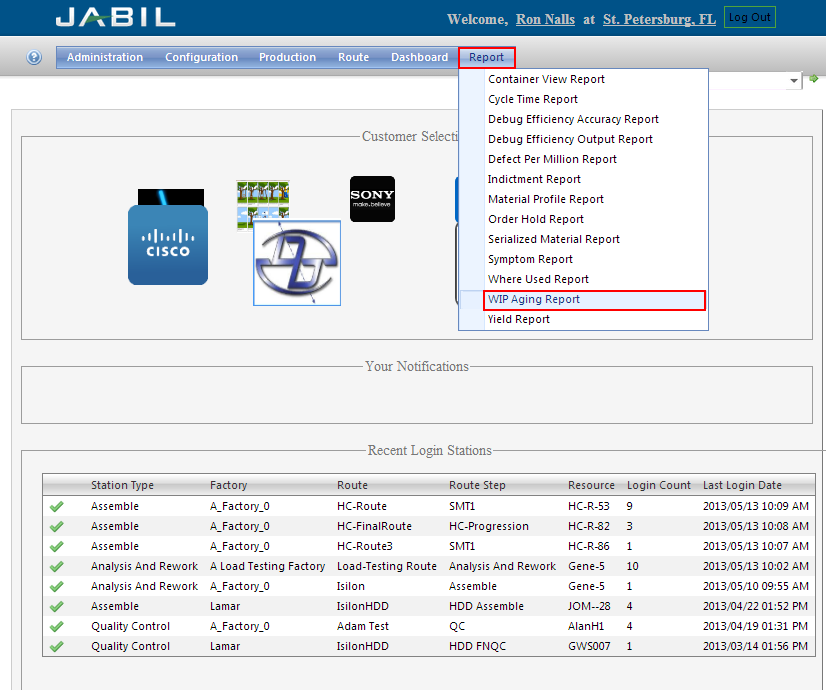 JABIL
Welcome, Ron Nalls at St. Petersburg, FL Log Out
? Administration Configuration Production Route Dashboard Report
Container View Report
Cycle Time Report
Debug Efficiency Accuracy Report
Debug Efficiency Output Report
Defect Per Million Report
Indictment Report
Material Profile Report
Order Hold Report
Serialized Material Report
Symptom Report
Where Used Report
WIP Aging Report
Yield Report
Customer Selecti
CISCO
SONY
make.believe
Your Notifications
Recent Login Stations
Station Type Factory Route Route Step Resource Login Count Last Login Date
Assemble A_Factory_0 HC-Route SMT1 HC-R-53 9 2013/05/13 10:09 AM
Assemble A_Factory_0 HC-FinalRoute HC-Progression HC-R-82 3 2013/05/13 10:08 AM
Assemble A_Factory_0 HC-Route3 SMT1 HC-R-86 1 2013/05/13 10:07 AM
Analysis And Rework A Load Testing Factory Load-Testing Route Analysis And Rework Gene-5 10 2013/05/13 10:02 AM
Analysis And Rework A_Factory_0 Isilon Assemble Gene-5 1 2013/05/10 09:55 AM
Assemble Lamar IsilonHDD HDD Assemble JOM--28 4 2013/04/22 01:52 PM
Quality Control A_Factory_0 Adam Test QC AlanH1 4 2013/04/19 01:31 PM
Quality Control Lamar IsilonHDD HDD FNQC GWS007 1 2013/03/14 01:56 PM